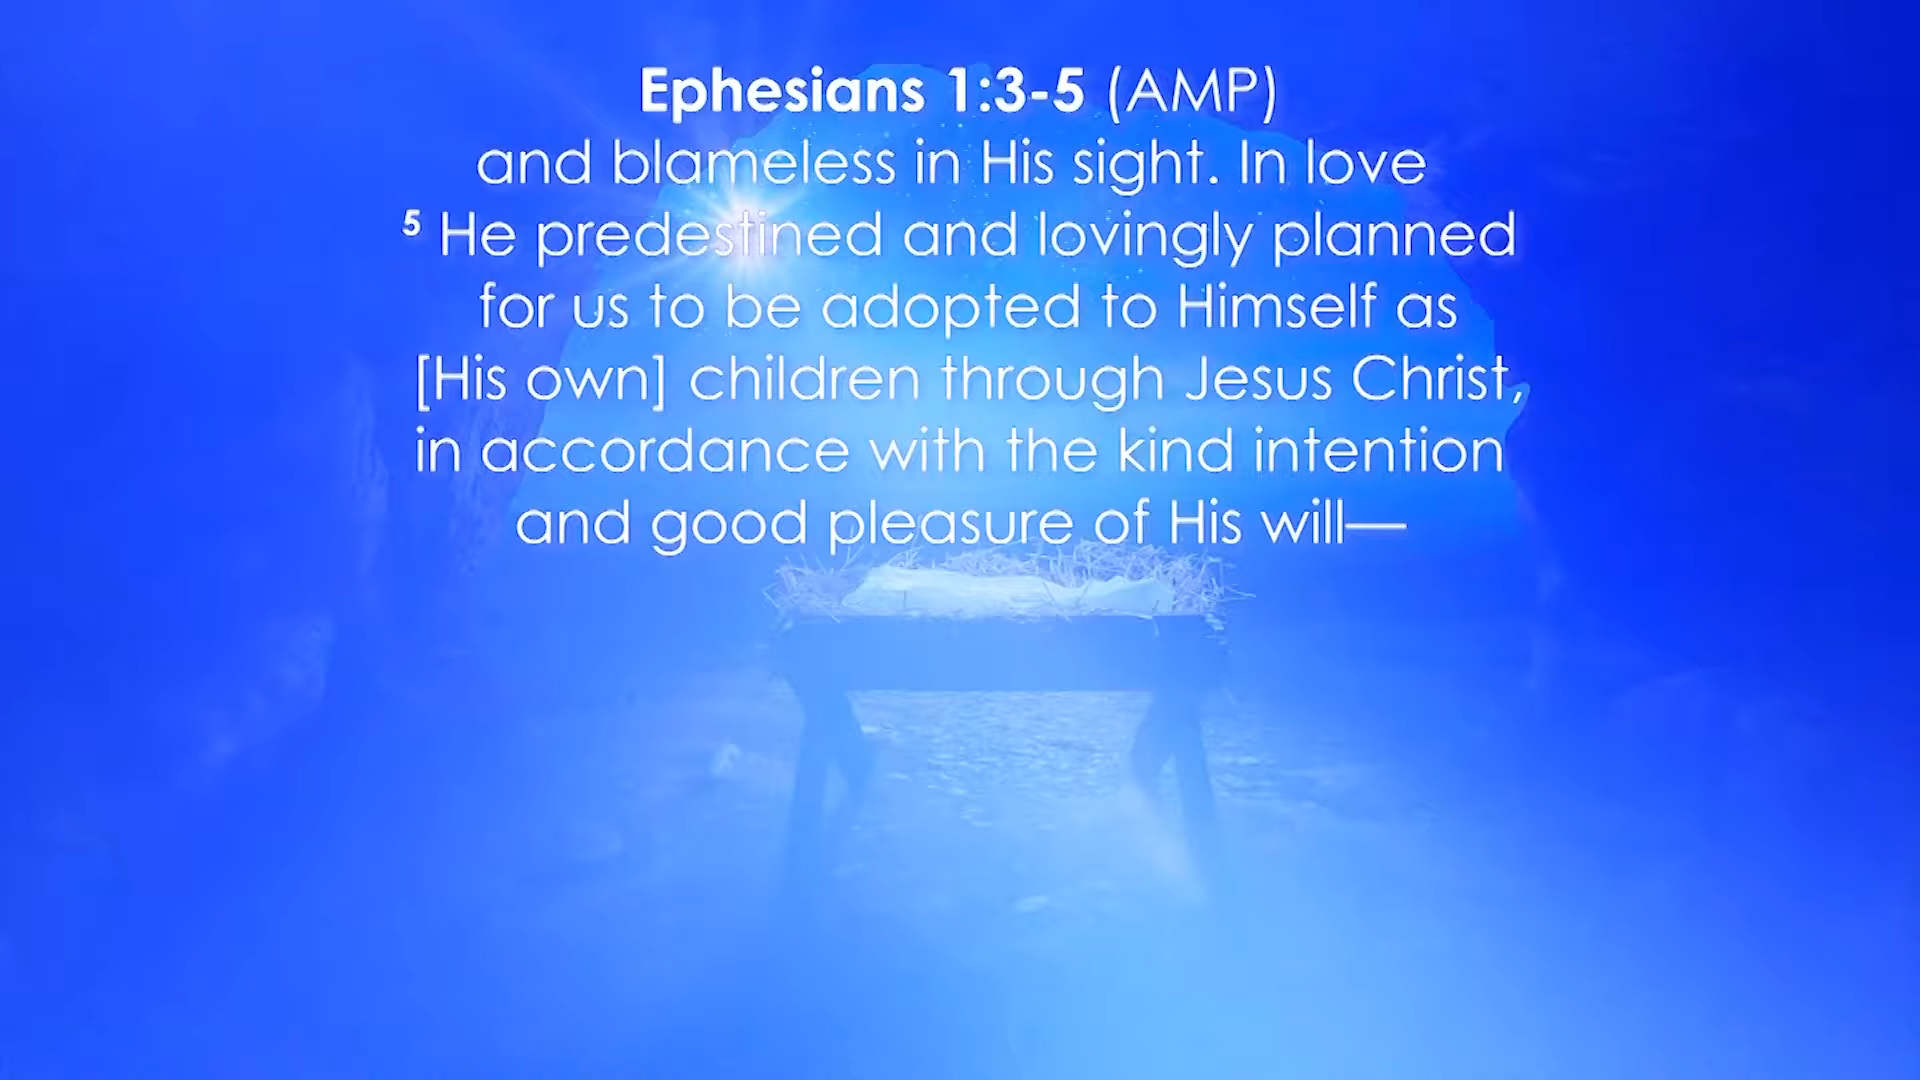 Ephesians 1:3-5 (AMP)
and blameless in His sight. In love
5 He predestined and lovingly planned
for us to be adopted to Himself as
[His own] children through Jesus Christ,
in accordance with the kind intention
and good pleasure of His will—